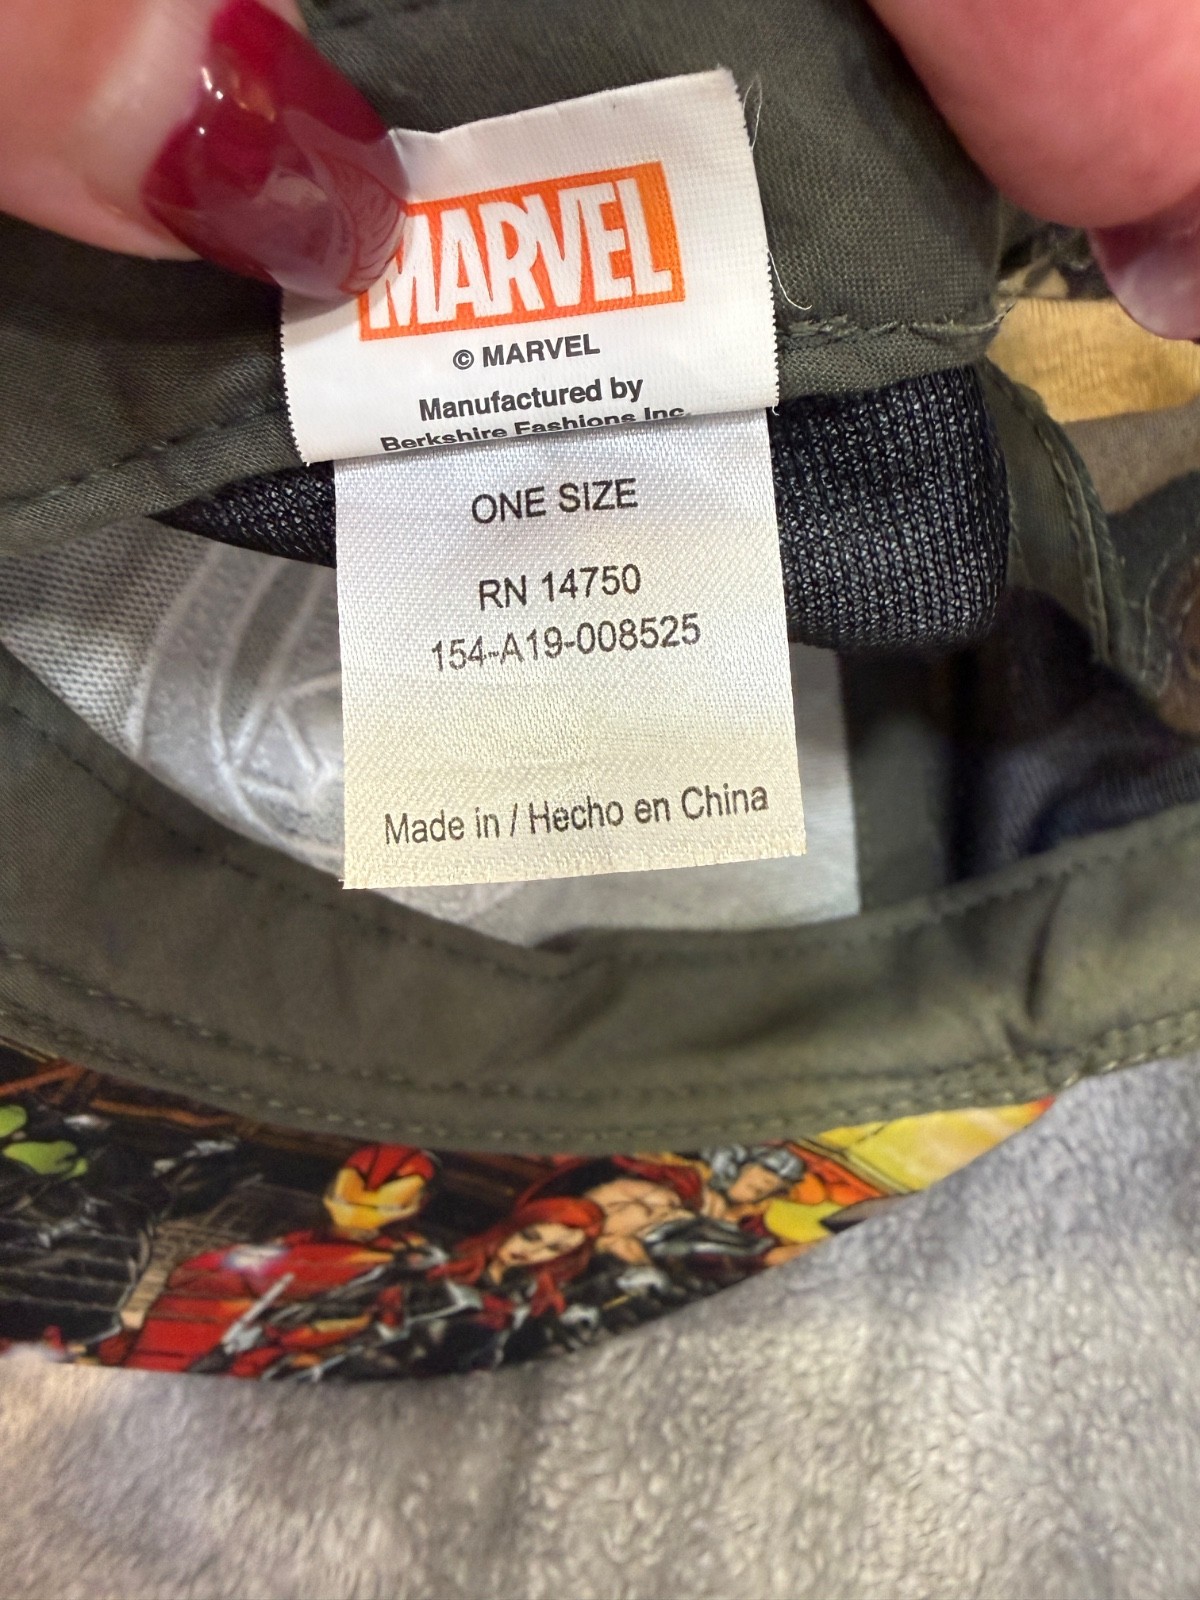 MARVEL
© MARVEL
Manufactured by
Berkshire Fashions Inc.
ONE SIZE
RN 14750
154-A19-008525
Made in / Hecho en China